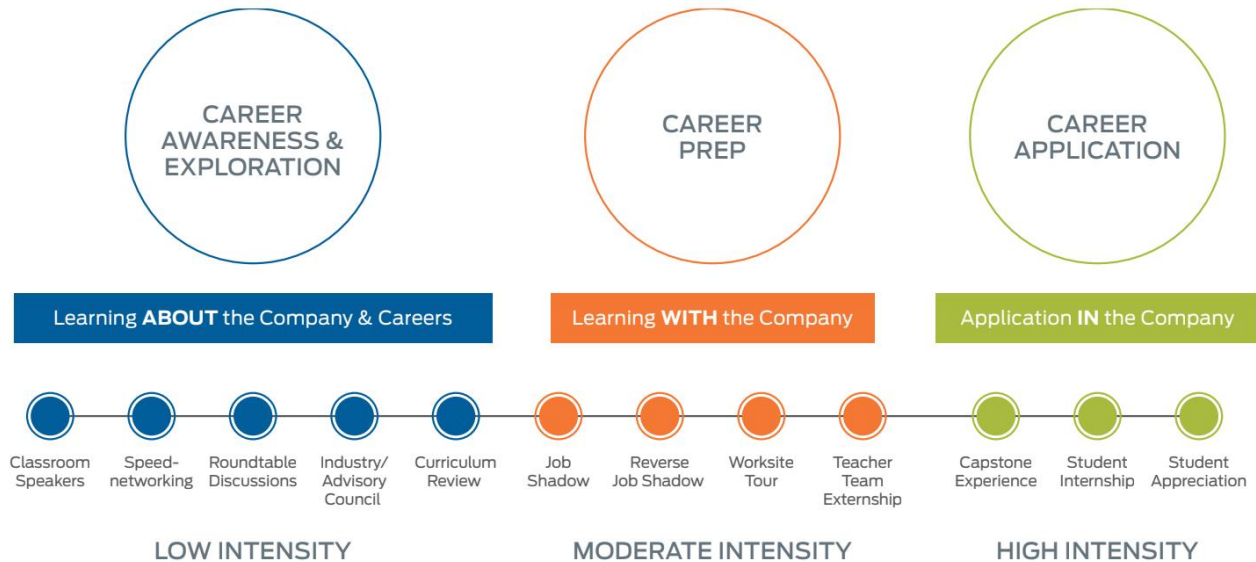 CAREER
AWARENESS &
EXPLORATION
CAREER
PREP
CAREER
APPLICATION
Learning ABOUT the Company & Careers
Learning WITH the Company
Application IN the Company
Classroom
Speakers
Speed-
networking
Roundtable
Discussions
Industry/
Advisory
Council
Curriculum
Review
Job
Shadow
Reverse
Job Shadow
Worksite
Tour
Teacher
Team
Externship
Capstone
Experience
Student
Internship
Student
Appreciation
LOW INTENSITY
MODERATE INTENSITY
HIGH INTENSITY